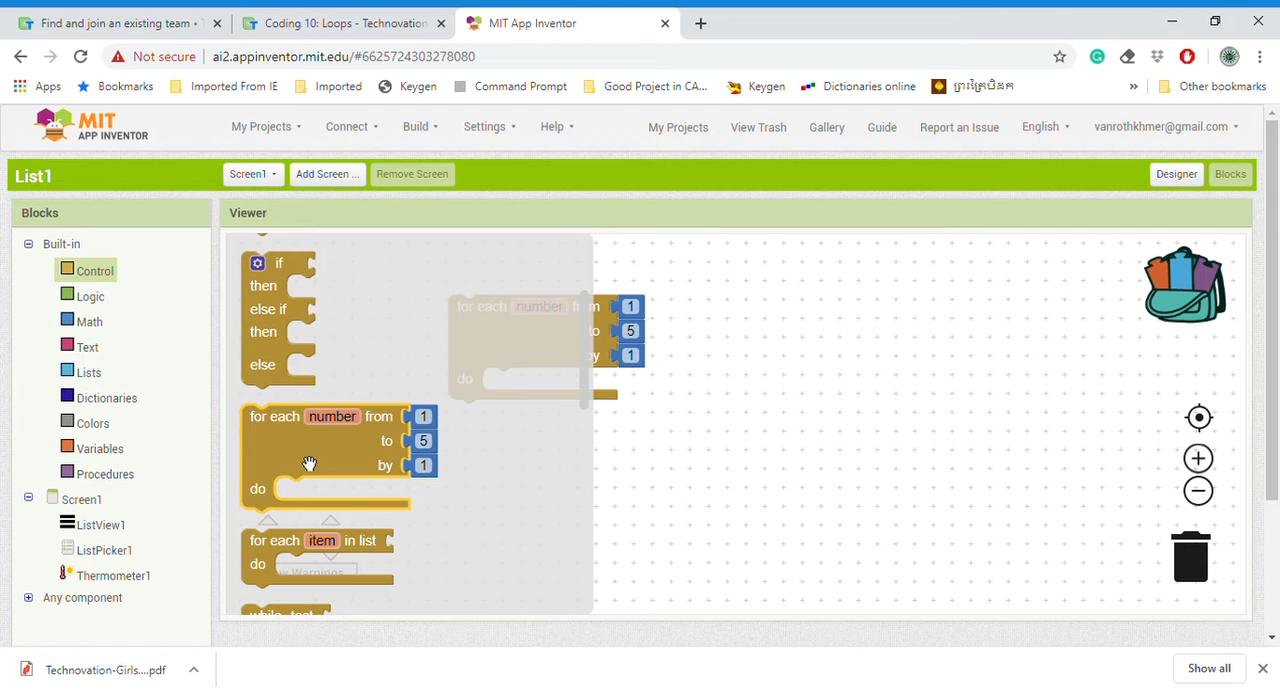 Find and join an existing team • T
Coding 10: Loops - Technovation
MIT App Inventor
Not secure | ai2.appinventor.mit.edu/#6625724303278080
Apps Bookmarks Imported From IE Imported Keygen Command Prompt Good Project in CA... Keygen Dictionaries online ព្រះត្រៃបិដក » Other bookmarks
MIT APP INVENTOR
My Projects Connect Build Settings Help My Projects View Trash Gallery Guide Report an Issue English vanrothkhmer@gmail.com
List1 Screen1 Add Screen ... Remove Screen Designer Blocks
Blocks
Viewer
Built-in
Control
Logic
Math
Text
Lists
Dictionaries
Colors
Variables
Procedures
Screen1
ListView1
ListPicker1
Thermometer1
Any component
if
then
else if
then
else
for each number from 1
to 5
by 1
do
for each item in list
do
while test
for each number from 1
to 5
by 1
do
Technovation-Girls....pdf
Show all